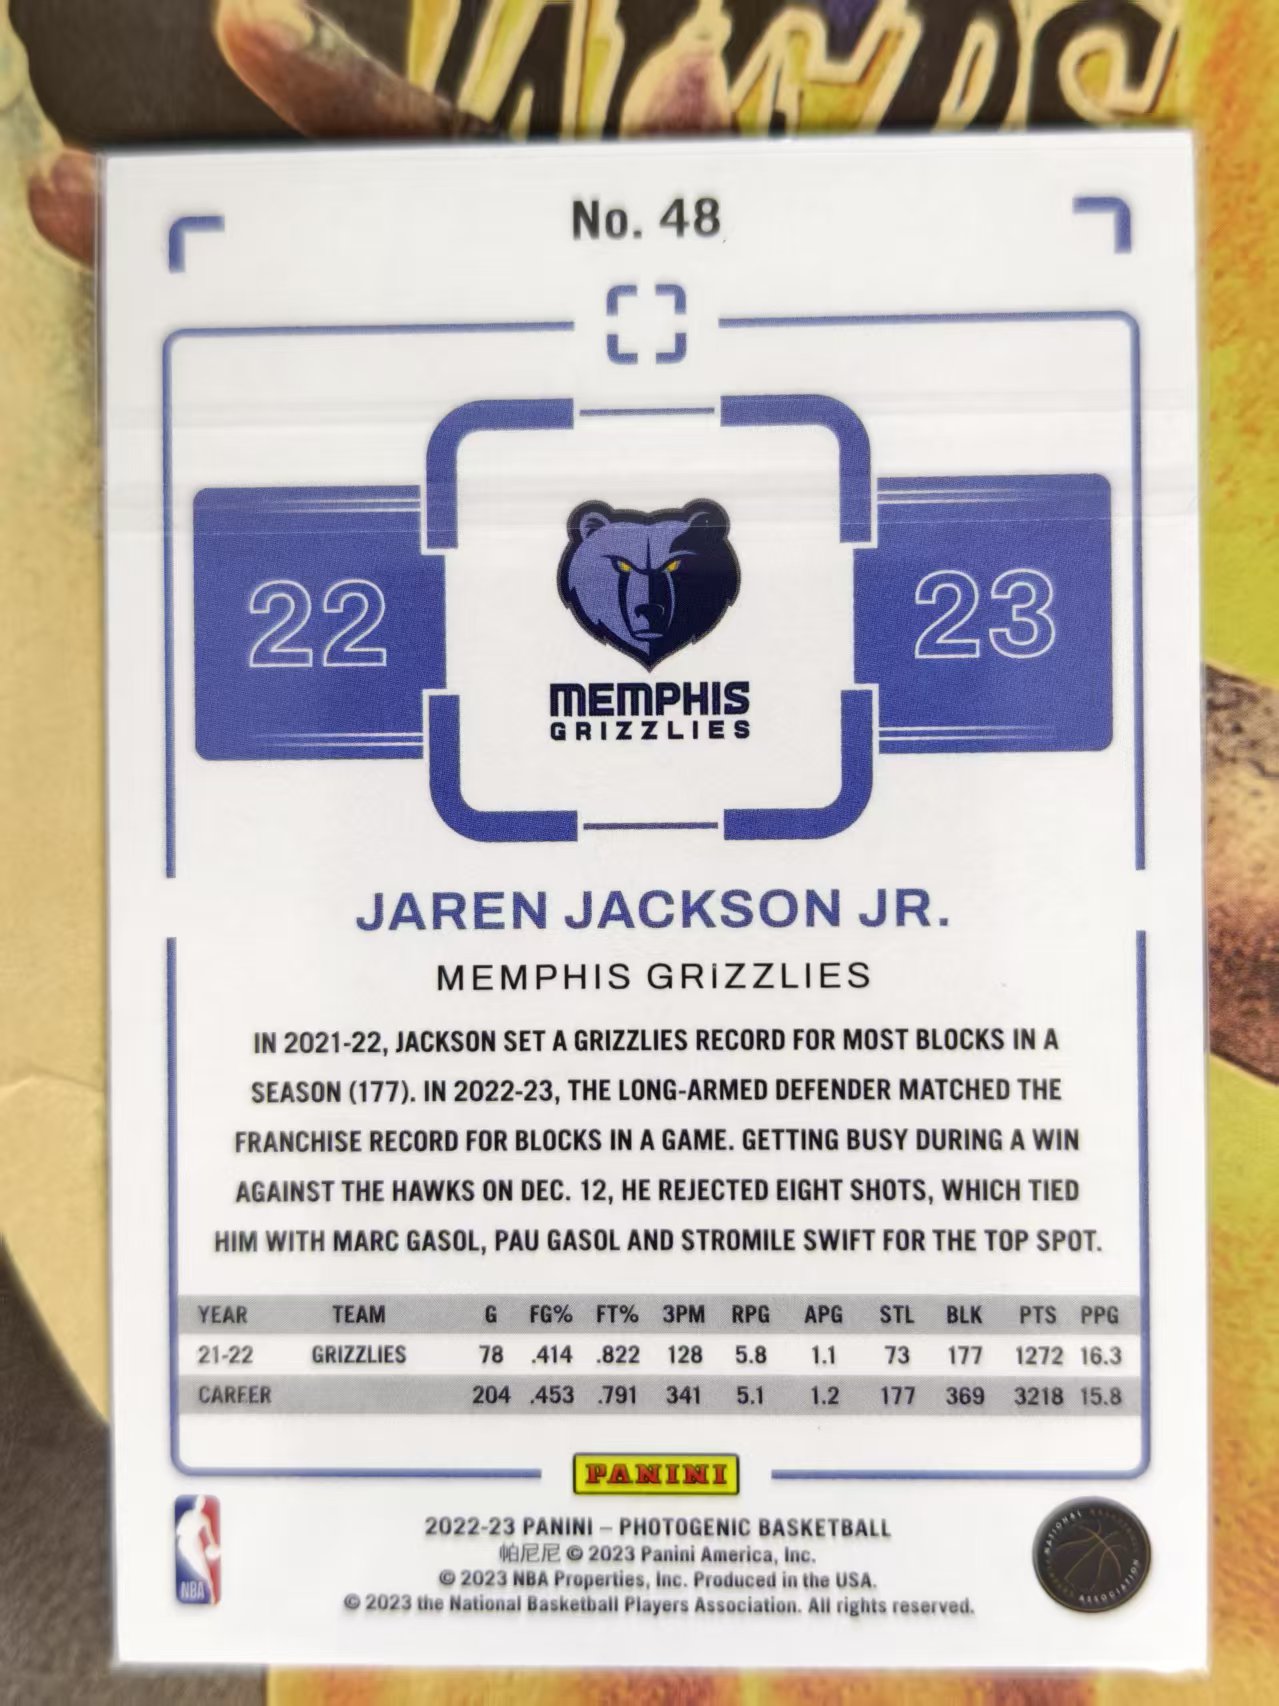 No. 48
22
23
MEMPHIS
GRIZZLIES
JAREN JACKSON JR.
MEMPHIS GRIZZLIES
IN 2021-22, JACKSON SET A GRIZZLIES RECORD FOR MOST BLOCKS IN A
SEASON (177). IN 2022-23, THE LONG-ARMED DEFENDER MATCHED THE
FRANCHISE RECORD FOR BLOCKS IN A GAME. GETTING BUSY DURING A WIN
AGAINST THE HAWKS ON DEC. 12, HE REJECTED EIGHT SHOTS, WHICH TIED
HIM WITH MARC GASOL, PAU GASOL AND STROMILE SWIFT FOR THE TOP SPOT.
YEAR TEAM G FG% FT% 3PM RPG APG STL BLK PTS PPG
21-22 GRIZZLIES 78 .414 .822 128 5.8 1.1 73 177 1272 16.3
CAREER 204 .453 .791 341 5.1 1.2 177 369 3218 15.8
PANINI
2022-23 PANINI – PHOTOGENIC BASKETBALL
帕尼尼 © 2023 Panini America, Inc.
© 2023 NBA Properties, Inc. Produced in the USA.
© 2023 the National Basketball Players Association. All rights reserved.
NBA
NATIONAL BASKETBALL PLAYERS ASSOCIATION